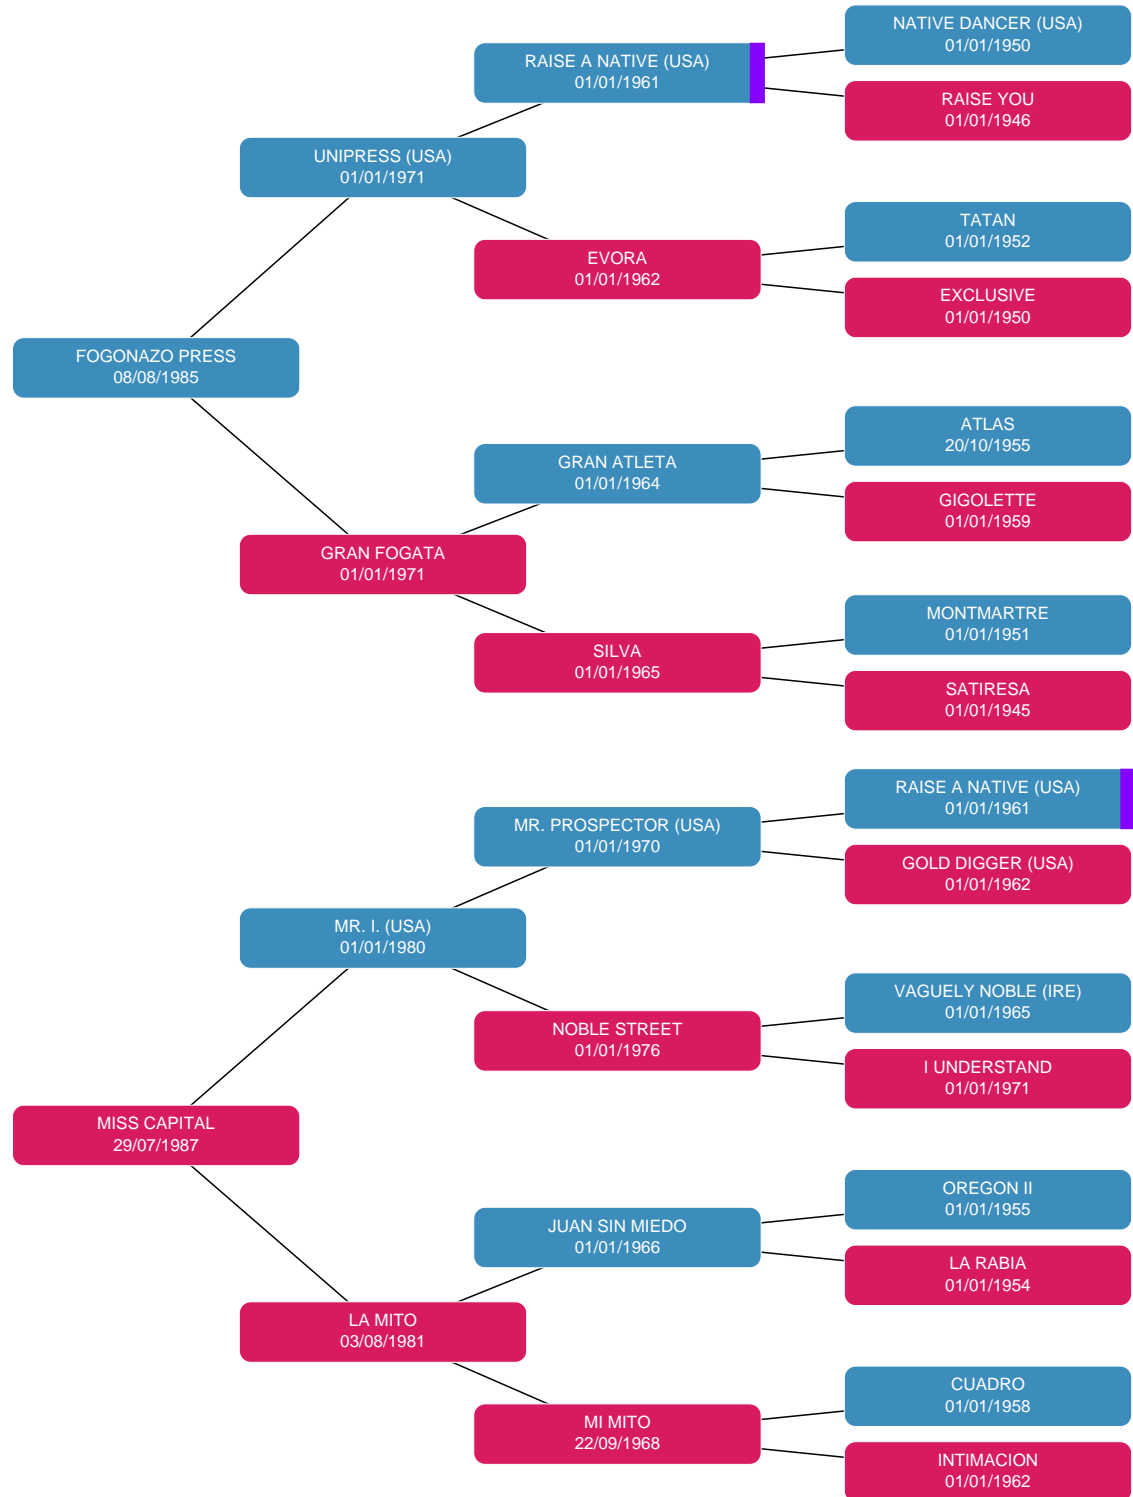 NATIVE DANCER (USA)
01/01/1950
RAISE A NATIVE (USA)
01/01/1961
RAISE YOU
01/01/1946
UNIPRESS (USA)
01/01/1971
TATAN
01/01/1952
EVORA
01/01/1962
EXCLUSIVE
01/01/1950
FOGONAZO PRESS
08/08/1985
ATLAS
20/10/1955
GRAN ATLETA
01/01/1964
GIGOLETTE
01/01/1959
GRAN FOGATA
01/01/1971
MONTMARTRE
01/01/1951
SILVA
01/01/1965
SATIRESA
01/01/1945
RAISE A NATIVE (USA)
01/01/1961
MR. PROSPECTOR (USA)
01/01/1970
GOLD DIGGER (USA)
01/01/1962
MR. I. (USA)
01/01/1980
VAGUELY NOBLE (IRE)
01/01/1965
NOBLE STREET
01/01/1976
I UNDERSTAND
01/01/1971
MISS CAPITAL
29/07/1987
OREGON II
01/01/1955
JUAN SIN MIEDO
01/01/1966
LA RABIA
01/01/1954
LA MITO
03/08/1981
CUADRO
01/01/1958
MI MITO
22/09/1968
INTIMACION
01/01/1962